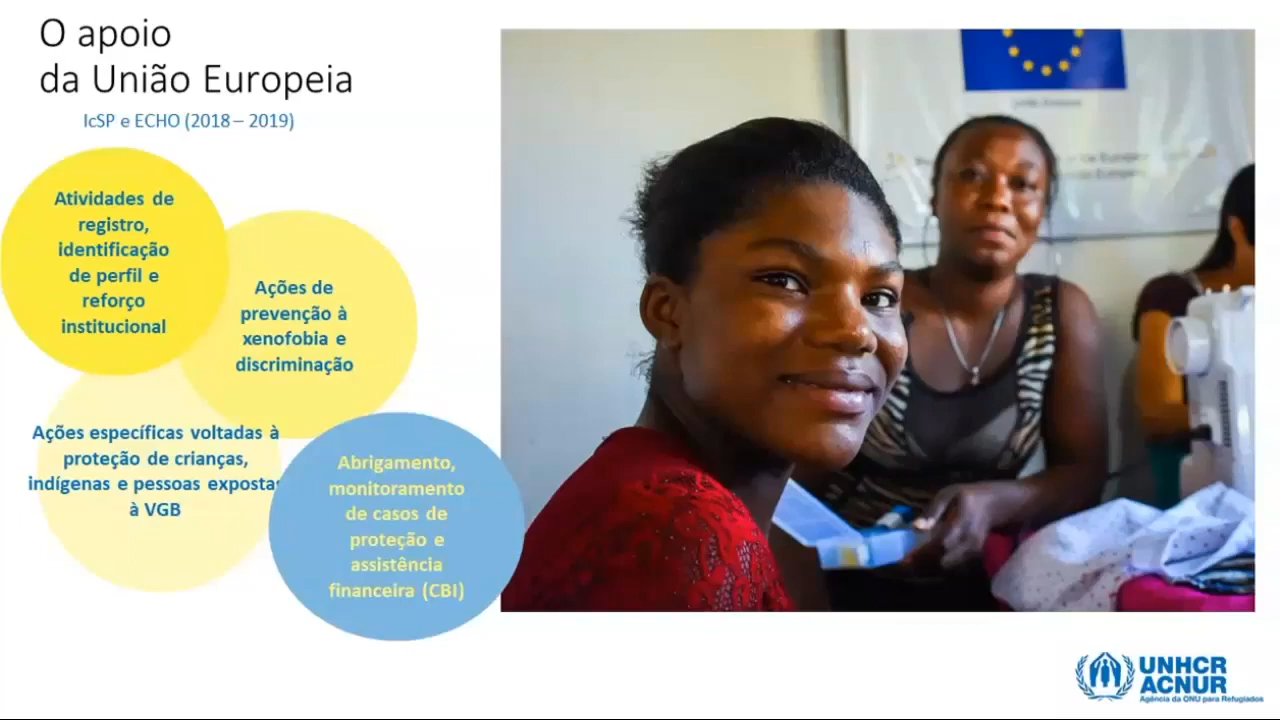 O apoio
da União Europeia
IcSP e ECHO (2018 – 2019)
Atividades de
registro,
identificação
de perfil e
reforço
institucional
Ações de
prevenção à
xenofobia e
discriminação
Ações específicas voltadas à
proteção de crianças,
indígenas e pessoas expostas
à VGB
Abrigamento,
monitoramento
de casos de
proteção e
assistência
financeira (CBI)
UNHCR
ACNUR
Agência da ONU para Refugiados